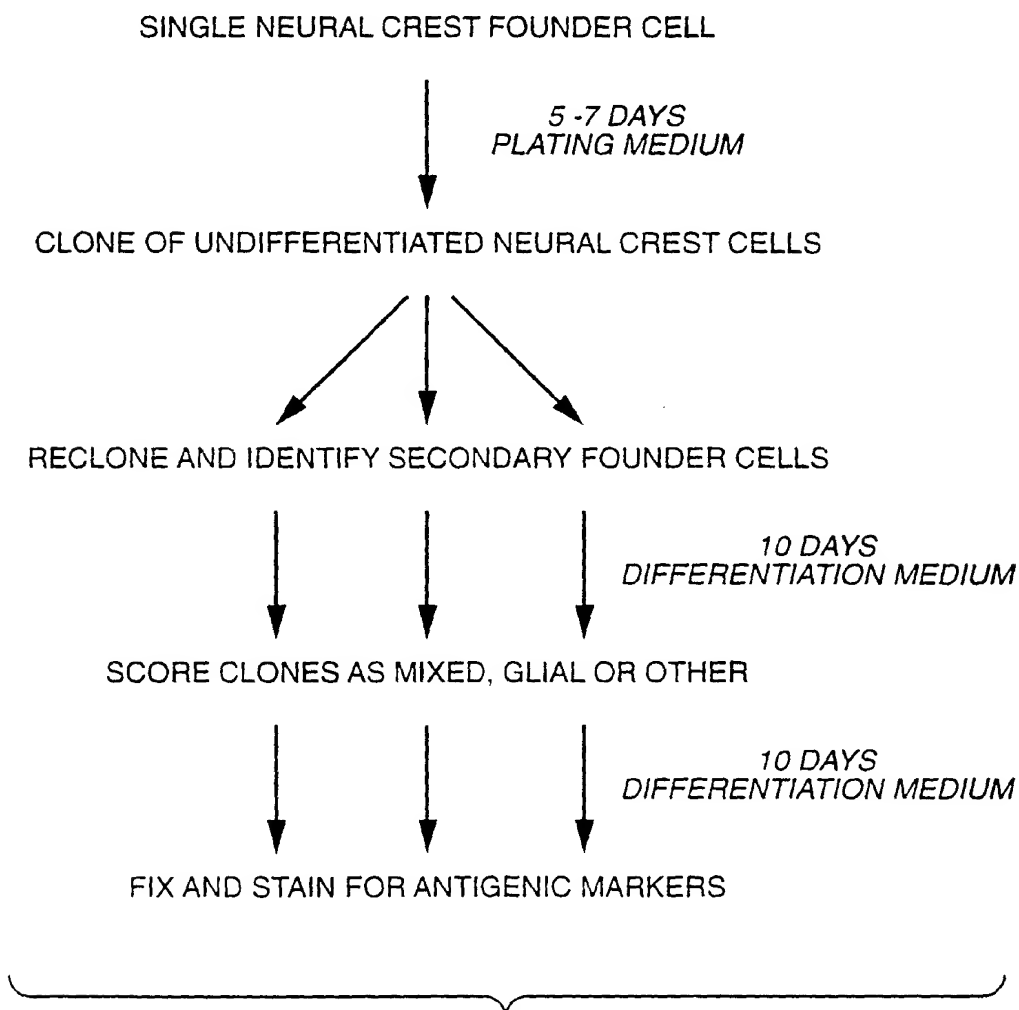 SINGLE NEURAL CREST FOUNDER CELL
5 -7 DAYS
PLATING MEDIUM
CLONE OF UNDIFFERENTIATED NEURAL CREST CELLS
RECLONE AND IDENTIFY SECONDARY FOUNDER CELLS
10 DAYS
DIFFERENTIATION MEDIUM
SCORE CLONES AS MIXED, GLIAL OR OTHER
10 DAYS
DIFFERENTIATION MEDIUM
FIX AND STAIN FOR ANTIGENIC MARKERS